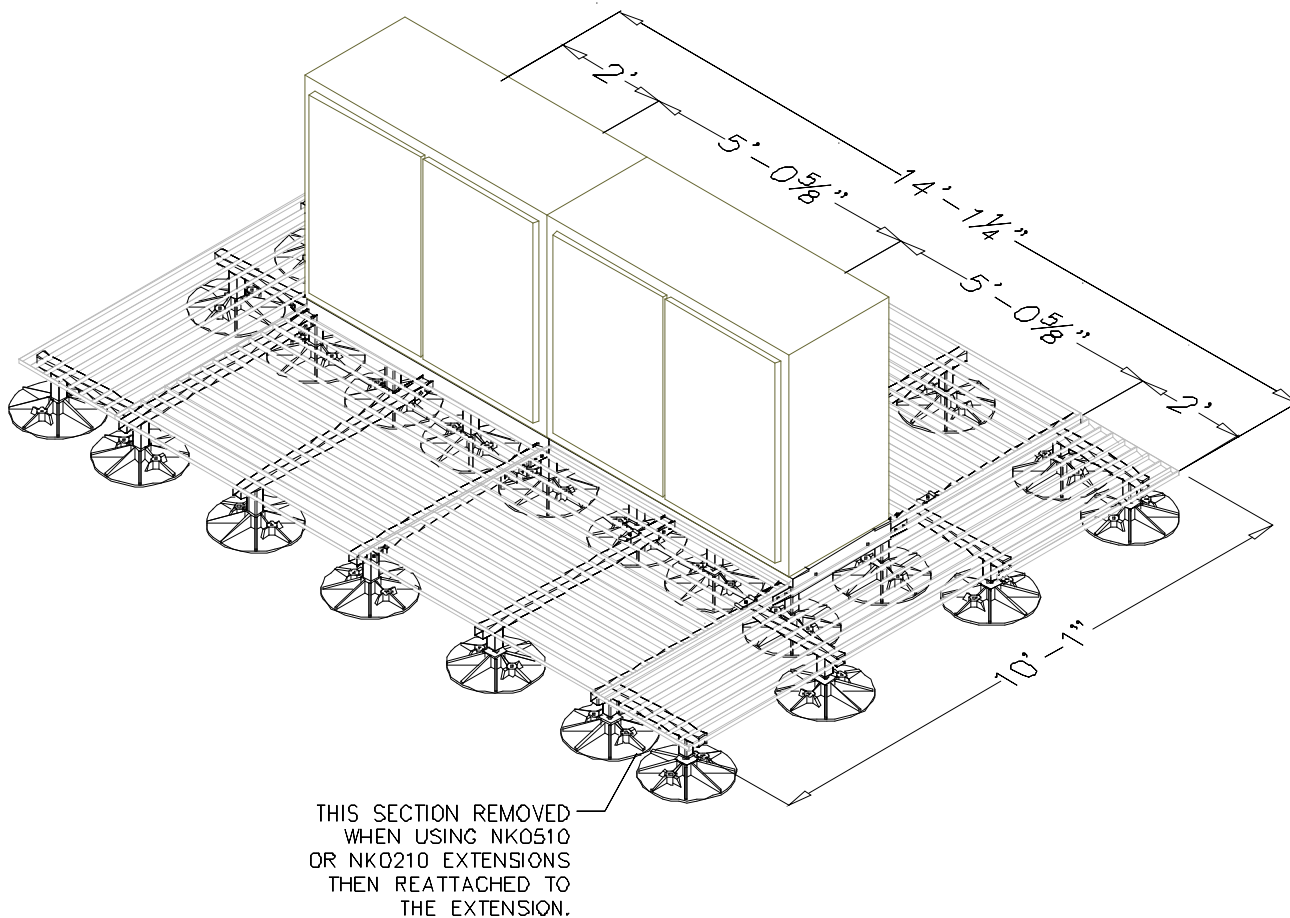 2'
5'-0⅝"
14'-1¼"
5'-0⅝"
2'
10'-1"
THIS SECTION REMOVED
WHEN USING NK0510
OR NK0210 EXTENSIONS
THEN REATTACHED TO
THE EXTENSION.